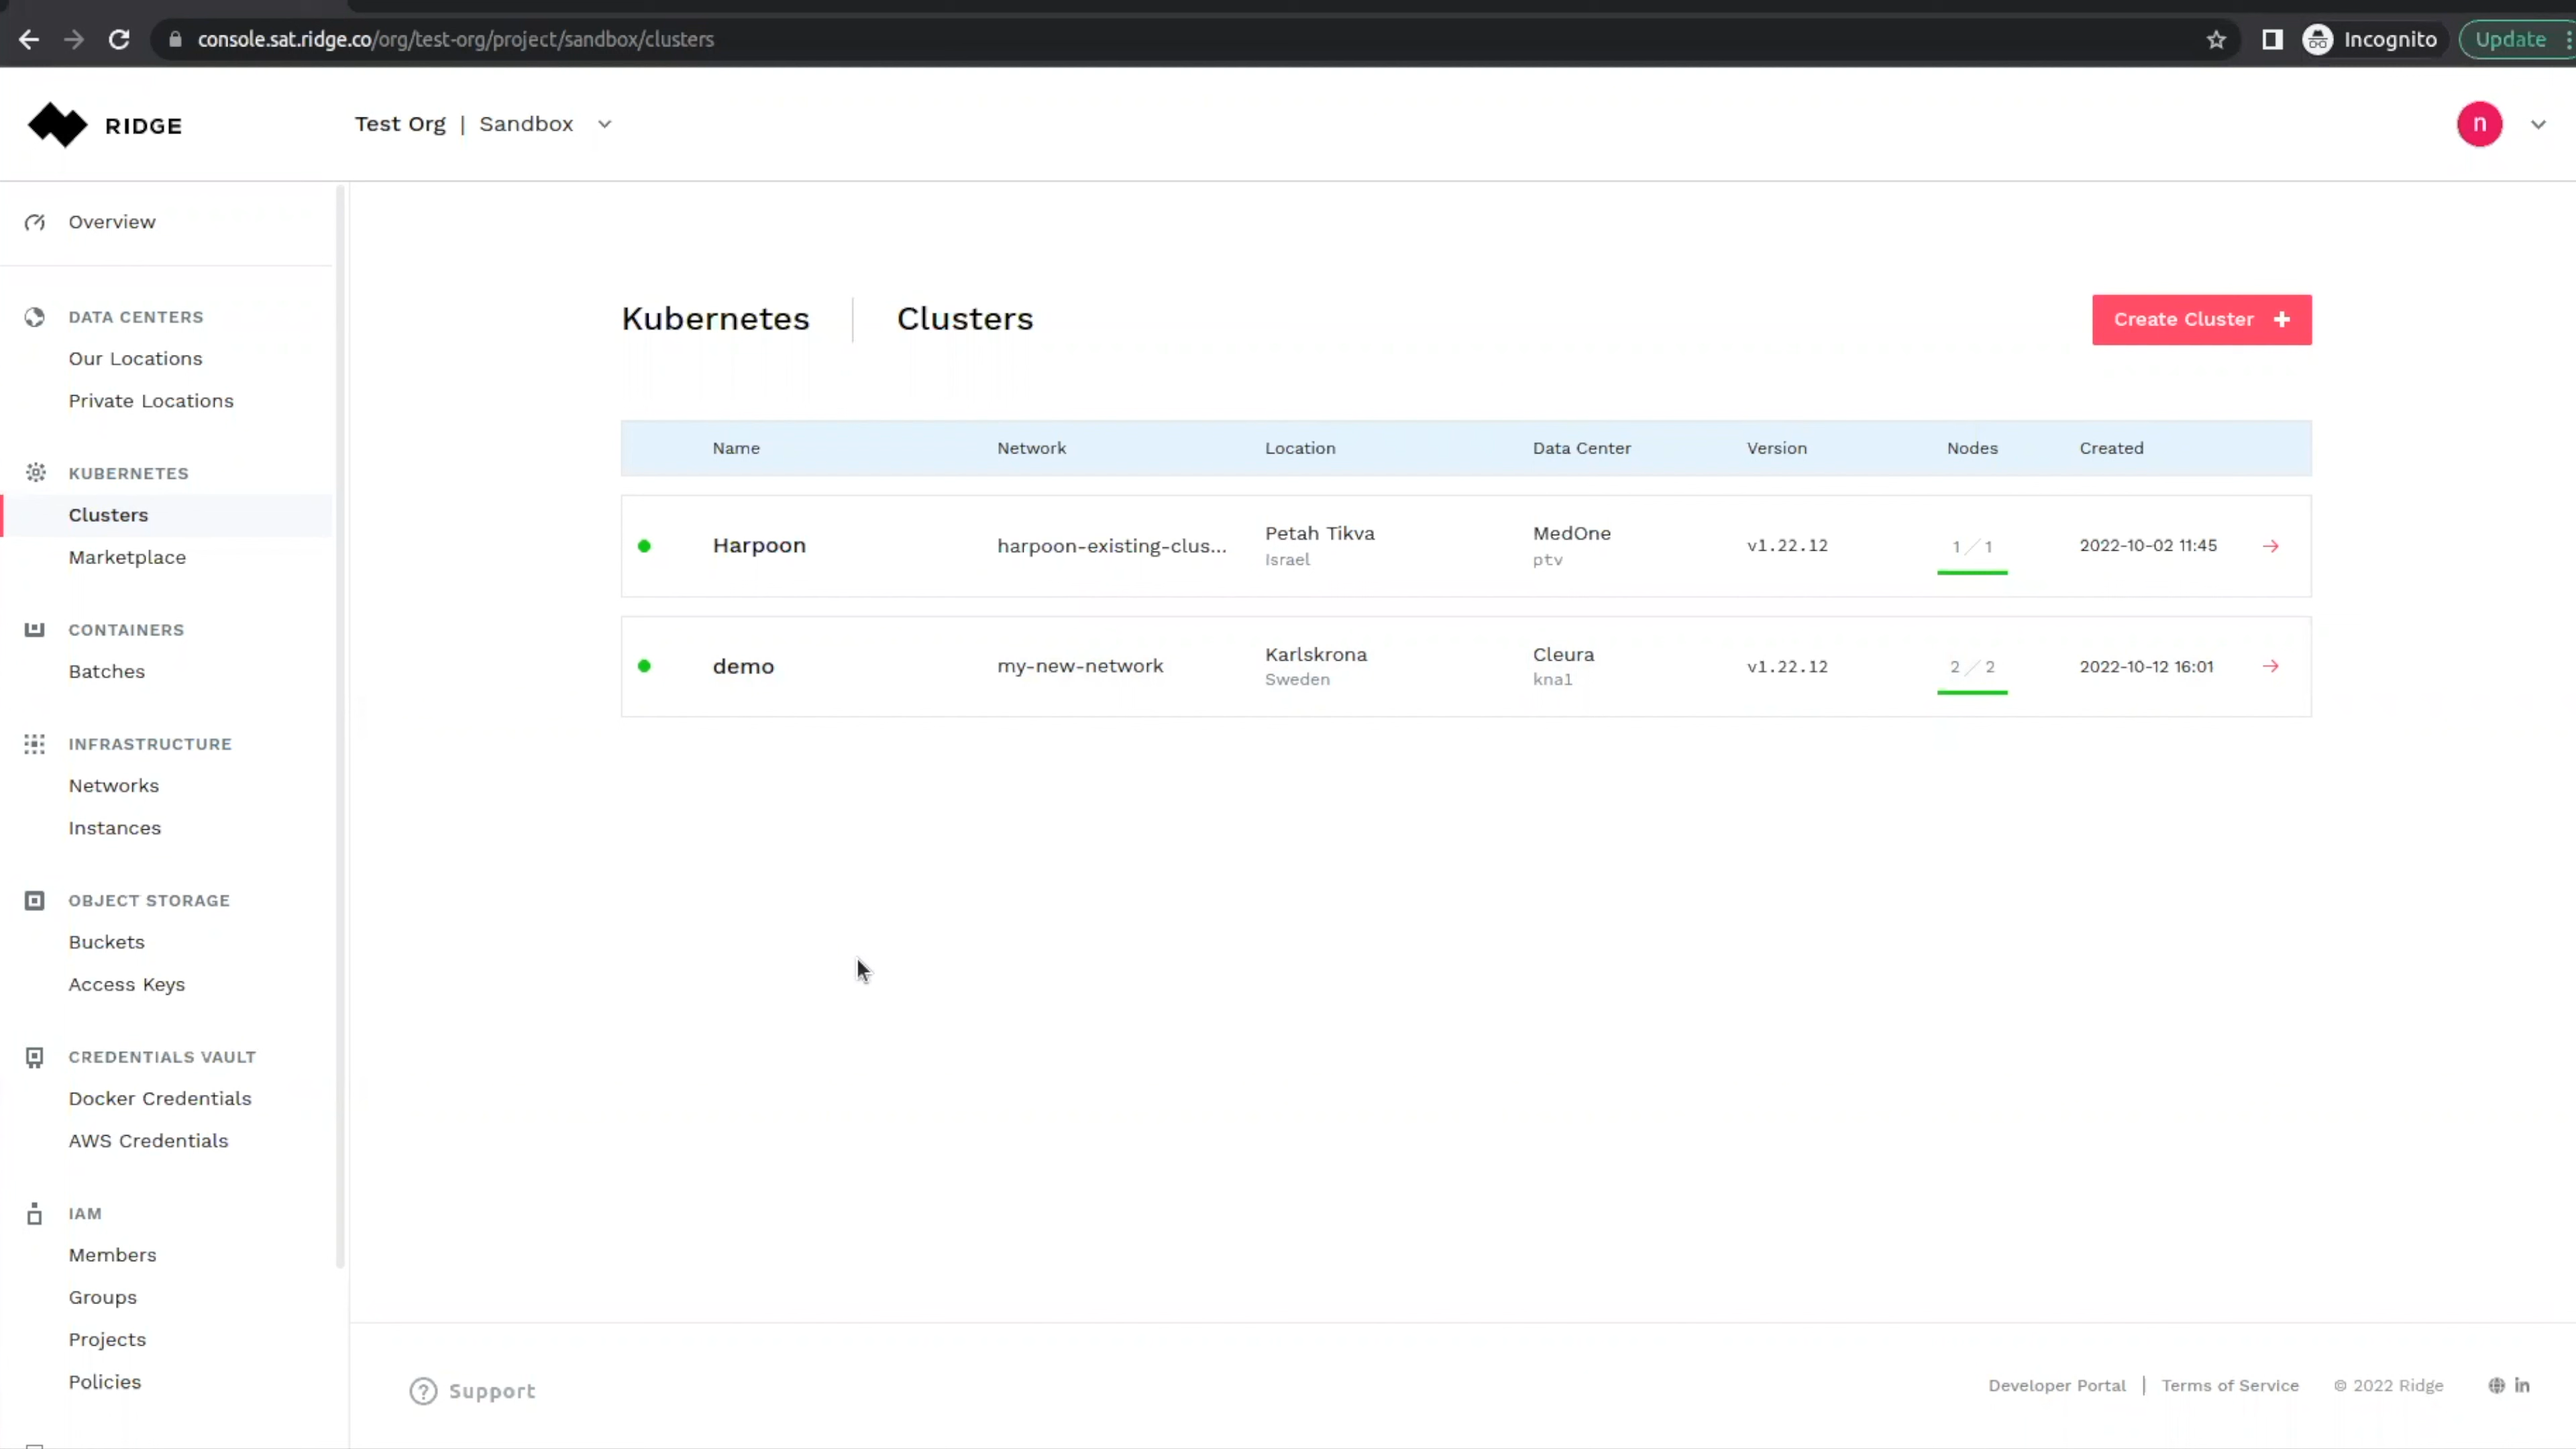 console.sat.ridge.co/org/test-org/project/sandbox/clusters
Incognito
Update
RIDGE
Test Org | Sandbox
n
Overview
DATA CENTERS
Our Locations
Private Locations
KUBERNETES
Clusters
Marketplace
CONTAINERS
Batches
INFRASTRUCTURE
Networks
Instances
OBJECT STORAGE
Buckets
Access Keys
CREDENTIALS VAULT
Docker Credentials
AWS Credentials
IAM
Members
Groups
Projects
Policies
Kubernetes | Clusters
Create Cluster +
Name Network Location Data Center Version Nodes Created
Harpoon harpoon-existing-clus... Petah Tikva MedOne v1.22.12 1 / 1 2022-10-02 11:45
Israel ptv
demo my-new-network Karlskrona Cleura v1.22.12 2 / 2 2022-10-12 16:01
Sweden kna1
? Support
Developer Portal | Terms of Service © 2022 Ridge in